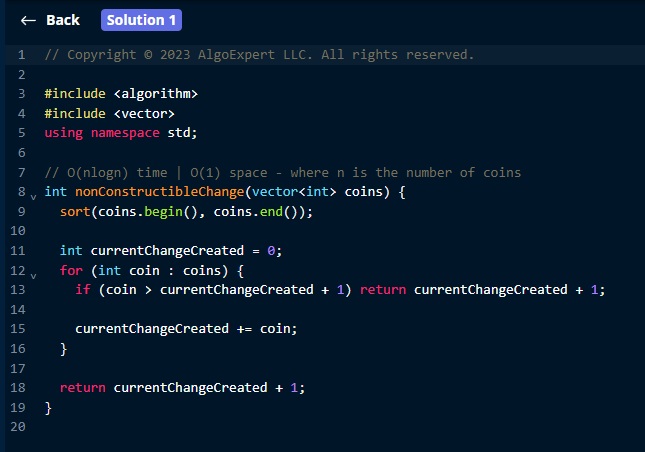 ← Back Solution 1
1 // Copyright © 2023 AlgoExpert LLC. All rights reserved.
2
3 #include <algorithm>
4 #include <vector>
5 using namespace std;
6
7 // O(nlogn) time | O(1) space - where n is the number of coins
8 int nonConstructibleChange(vector<int> coins) {
9   sort(coins.begin(), coins.end());
10
11   int currentChangeCreated = 0;
12   for (int coin : coins) {
13     if (coin > currentChangeCreated + 1) return currentChangeCreated + 1;
14
15     currentChangeCreated += coin;
16   }
17
18   return currentChangeCreated + 1;
19 }
20